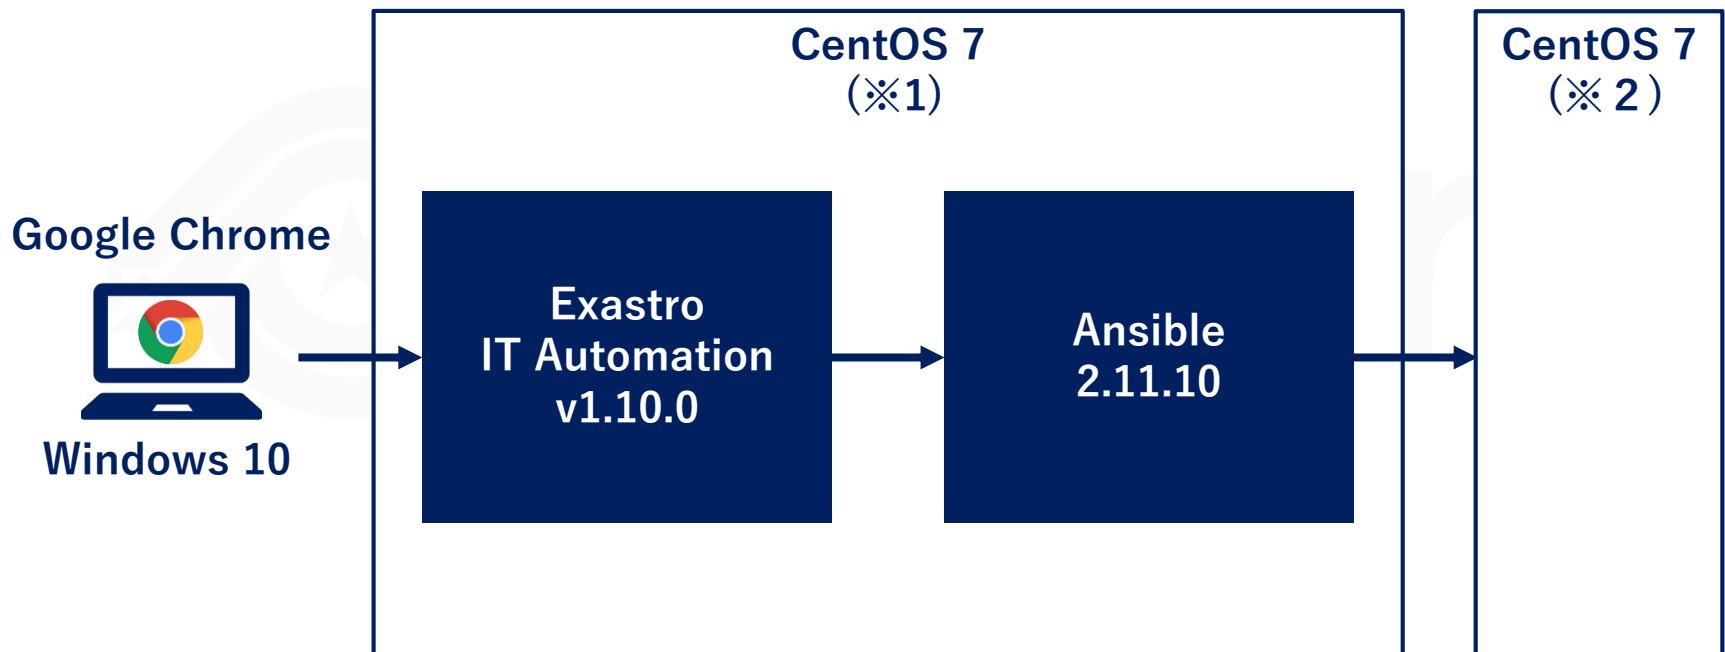 CentOS 7
(※1)
CentOS 7
(※ 2 )
Google Chrome
Windows 10
Exastro
IT Automation
v1.10.0
Ansible
2.11.10